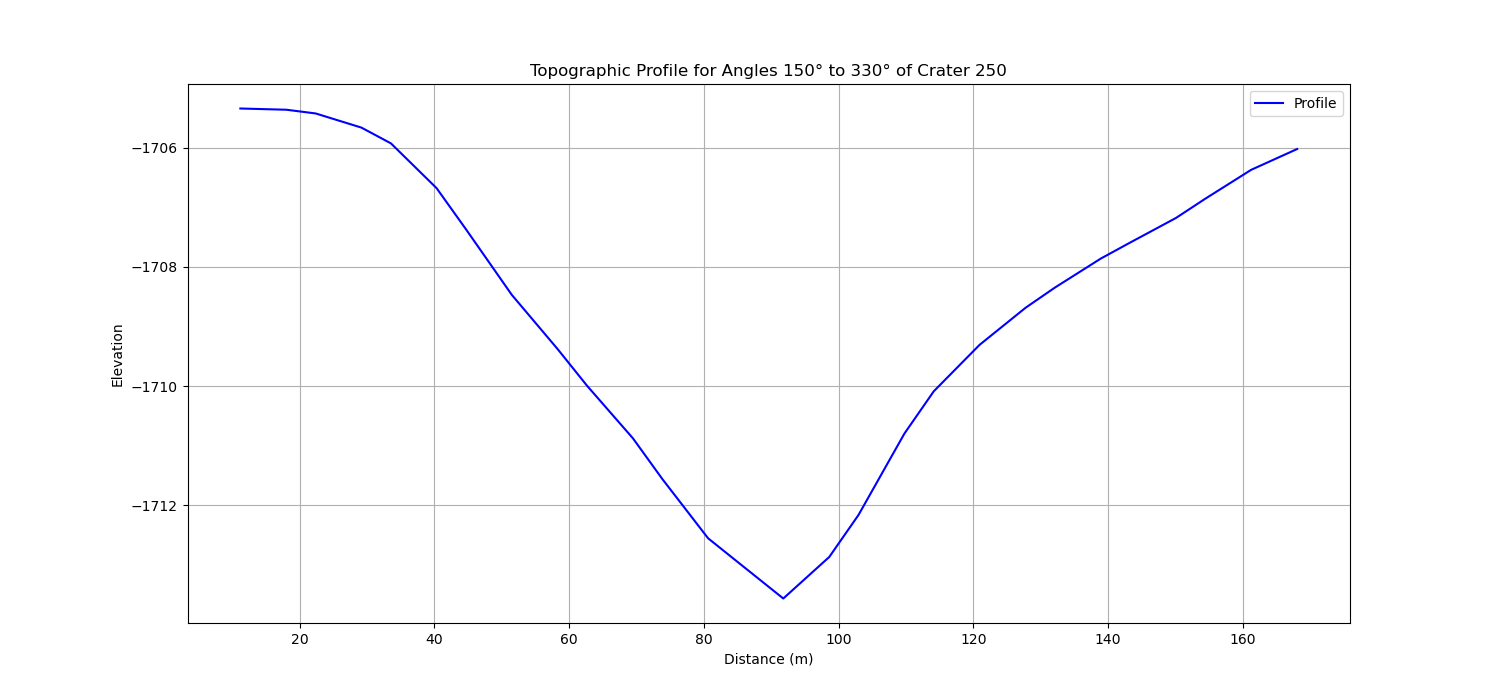 Topographic Profile for Angles 150° to 330° of Crater 250
Profile
−1706
−1708
−1710
−1712
Elevation
20 40 60 80 100 120 140 160
Distance (m)